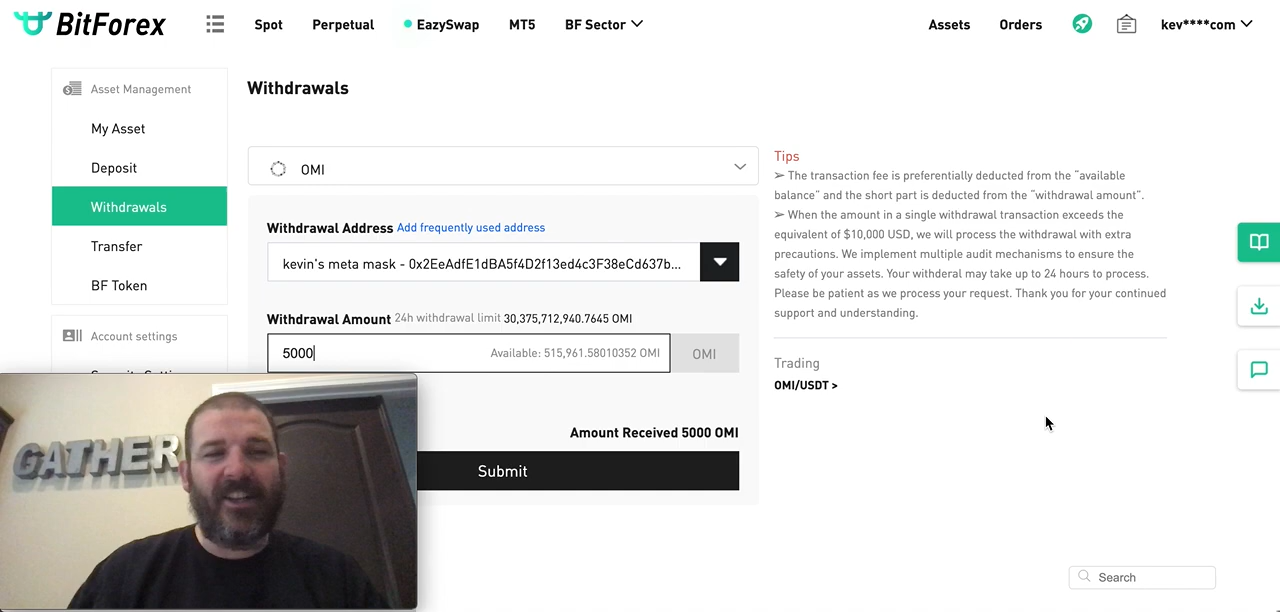 BitForex
Spot
Perpetual
EazySwap
MT5
BF Sector
Assets
Orders
kev****com
Asset Management
My Asset
Deposit
Withdrawals
Transfer
BF Token
Account settings
Withdrawals
OMI
Withdrawal Address Add frequently used address
kevin's meta mask - 0x2EeAdfE1dBA5f4D2f13ed4c3F38eCd637b...
Withdrawal Amount 24h withdrawal limit 30,375,712,940.7645 OMI
5000 Available: 515,961.58010352 OMI OMI
Amount Received 5000 OMI
Submit
Tips
➢ The transaction fee is preferentially deducted from the "available
balance" and the short part is deducted from the "withdrawal amount".
➢ When the amount in a single withdrawal transaction exceeds the
equivalent of $10,000 USD, we will process the withdrawal with extra
precautions. We implement multiple audit mechanisms to ensure the
safety of your assets. Your withderal may take up to 24 hours to process.
Please be patient as we process your request. Thank you for your continued
support and understanding.
Trading
OMI/USDT >
GATHER
Search